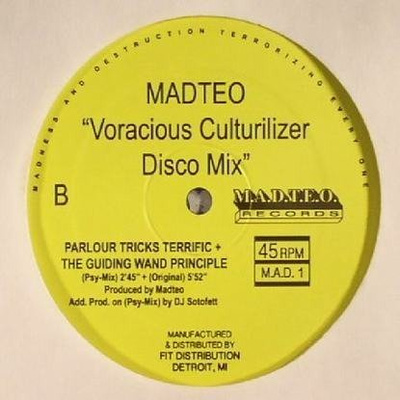 MADNESS AND DESTRUCTION TERRORIZING EVERY ONE
MADTEO
"Voracious Culturilizer
Disco Mix"
B
M.A.D.T.E.O.
RECORDS
PARLOUR TRICKS TERRIFIC +
THE GUIDING WAND PRINCIPLE
(Psy-Mix) 2'45" + (Original) 5'52"
Produced by Madteo
Add. Prod. on (Psy-Mix) by DJ Sotofett
45 RPM
M.A.D. 1
MANUFACTURED
& DISTRIBUTED BY
FIT DISTRIBUTION
DETROIT, MI